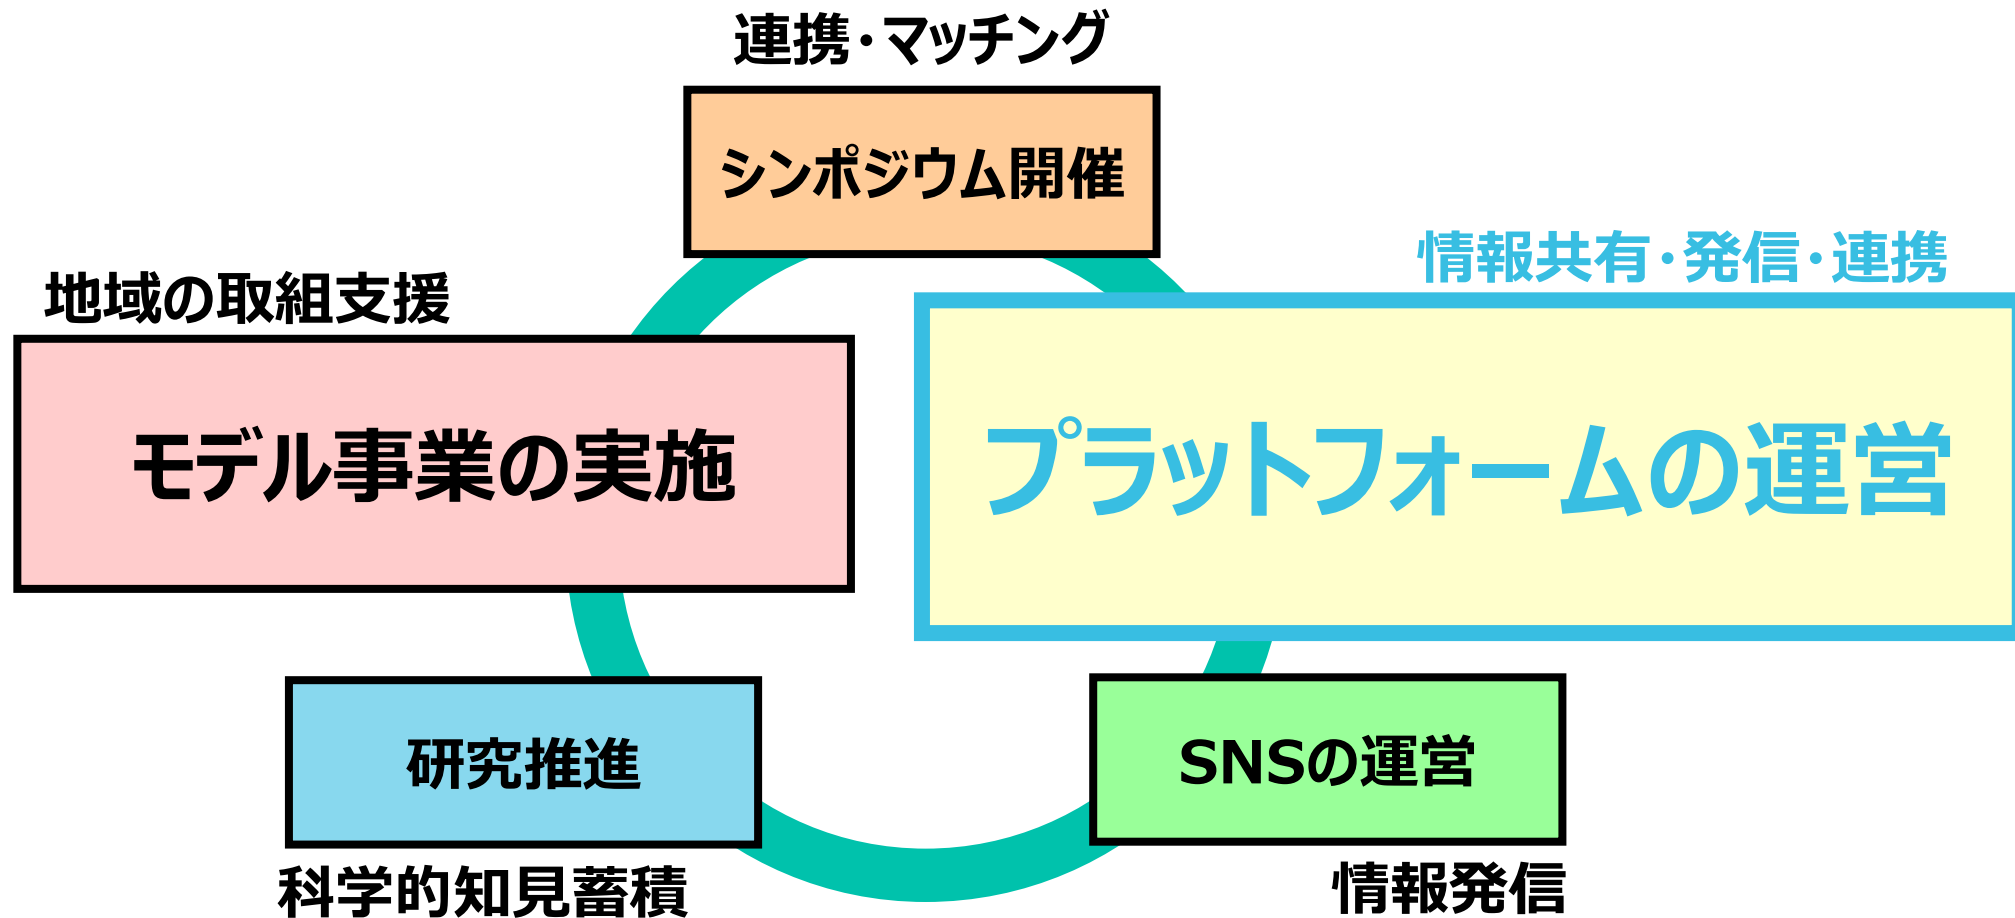 連携・マッチング
シンポジウム開催
情報共有・発信・連携
プラットフォームの運営
地域の取組支援
モデル事業の実施
研究推進
科学的知見蓄積
SNSの運営
情報発信